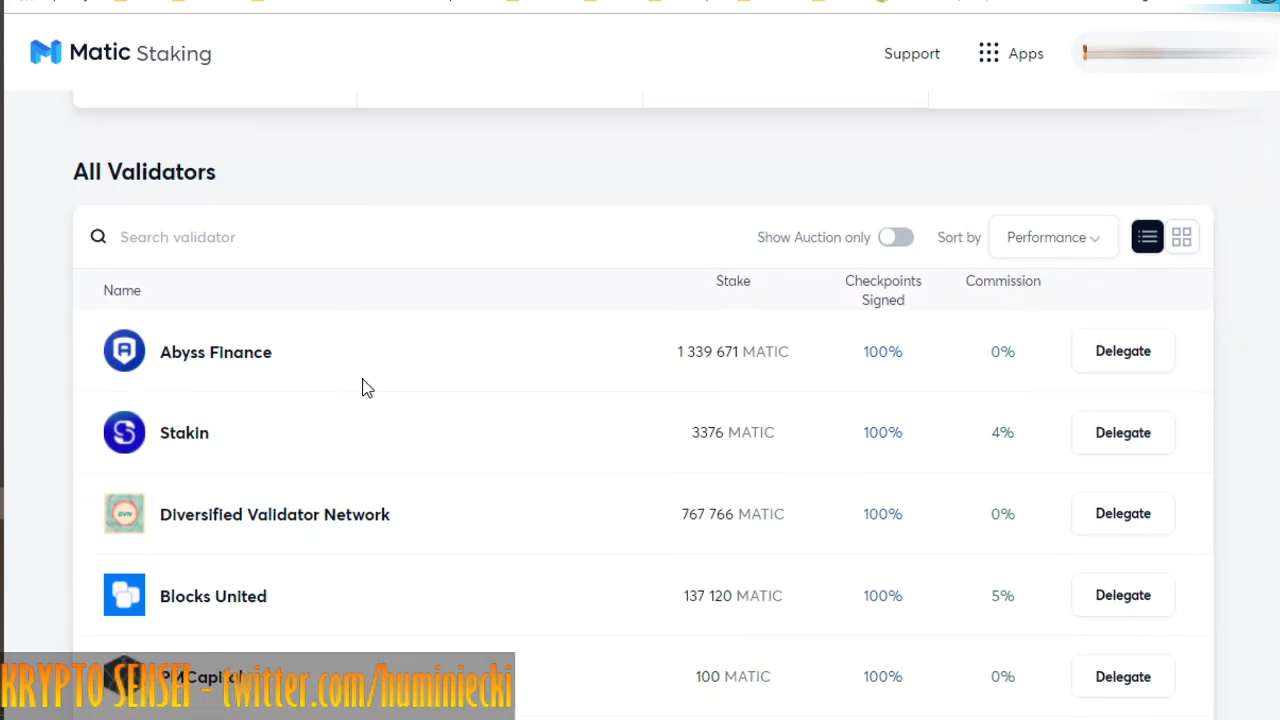 Matic Staking
Support
Apps
All Validators
Search validator
Show Auction only
Sort by
Performance
Name
Stake
Checkpoints
Signed
Commission
Abyss Finance
1 339 671 MATIC
100%
0%
Delegate
Stakin
3376 MATIC
100%
4%
Delegate
DVN
Diversified Validator Network
767 766 MATIC
100%
0%
Delegate
Blocks United
137 120 MATIC
100%
5%
Delegate
PMCapital
100 MATIC
100%
0%
Delegate
KRYPTO SENSEI - twitter.com/huminiecki